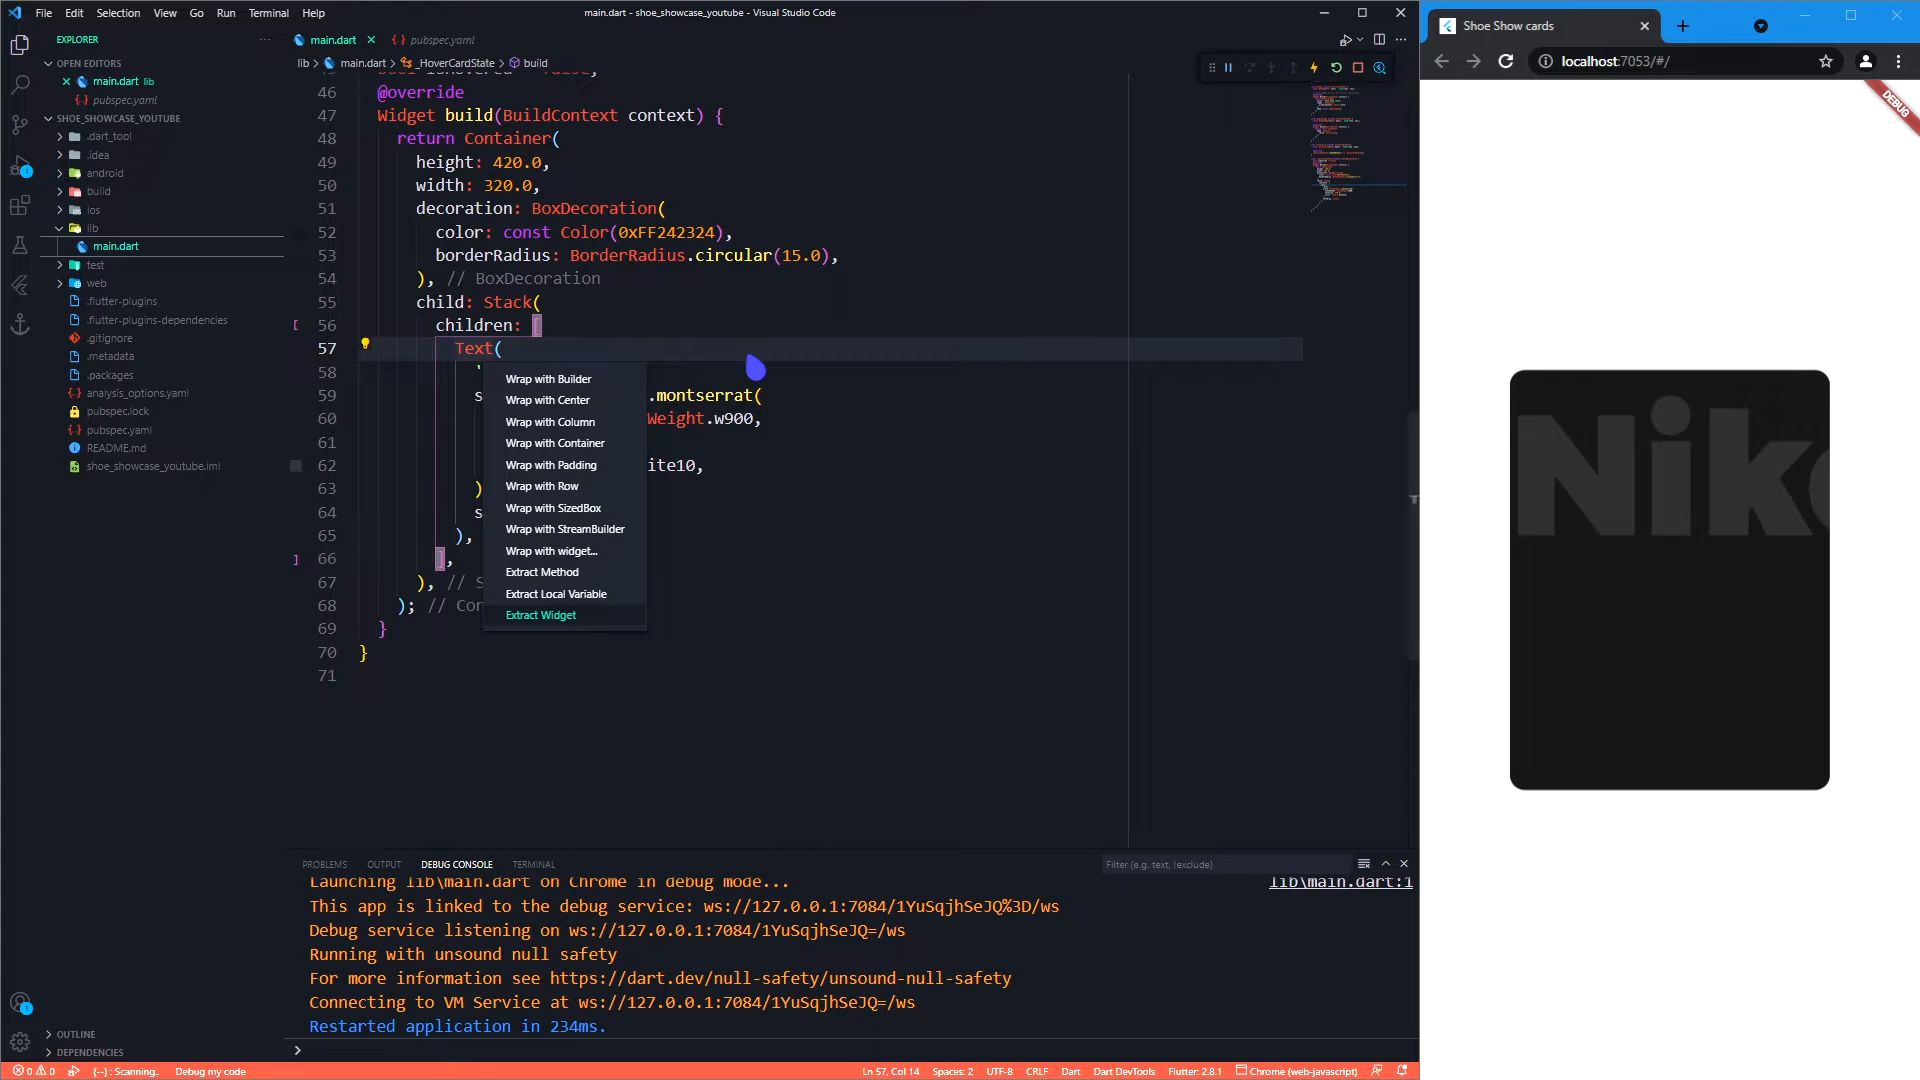 File Edit Selection View Go Run Terminal Help
main.dart - shoe_showcase_youtube - Visual Studio Code
EXPLORER
OPEN EDITORS
main.dart lib
pubspec.yaml
SHOE_SHOWCASE_YOUTUBE
.dart_tool
.idea
android
build
ios
lib
main.dart
test
web
.flutter-plugins
.flutter-plugins-dependencies
.gitignore
.metadata
.packages
analysis_options.yaml
pubspec.lock
pubspec.yaml
README.md
shoe_showcase_youtube.iml
OUTLINE
DEPENDENCIES
main.dart pubspec.yaml
lib > main.dart > _HoverCardState > build
46 @override
47 Widget build(BuildContext context) {
48 return Container(
49 height: 420.0,
50 width: 320.0,
51 decoration: BoxDecoration(
52 color: const Color(0xFF242324),
53 borderRadius: BorderRadius.circular(15.0),
54 ), // BoxDecoration
55 child: Stack(
56 children: [
57 Text(
58 '
59 s .montserrat(
60 Weight.w900,
61
62 ite10,
63 )
64 s
65 ),
66 ],
67 ), // S
68 ); // Con
69 }
70 }
71
Wrap with Builder
Wrap with Center
Wrap with Column
Wrap with Container
Wrap with Padding
Wrap with Row
Wrap with SizedBox
Wrap with StreamBuilder
Wrap with widget...
Extract Method
Extract Local Variable
Extract Widget
PROBLEMS OUTPUT DEBUG CONSOLE TERMINAL
Filter (e.g. text, !exclude)
Launching lib\main.dart on Chrome in debug mode...
lib\main.dart:1
This app is linked to the debug service: ws://127.0.0.1:7084/1YuSqjhSeJQ%3D/ws
Debug service listening on ws://127.0.0.1:7084/1YuSqjhSeJQ=/ws
Running with unsound null safety
For more information see https://dart.dev/null-safety/unsound-null-safety
Connecting to VM Service at ws://127.0.0.1:7084/1YuSqjhSeJQ=/ws
Restarted application in 234ms.
0 0 {--} : Scanning.. Debug my code
Ln 57, Col 14 Spaces: 2 UTF-8 CRLF Dart Dart DevTools Flutter: 2.8.1 Chrome (web-javascript)
Shoe Show cards
localhost:7053/#/
DEBUG
Nike